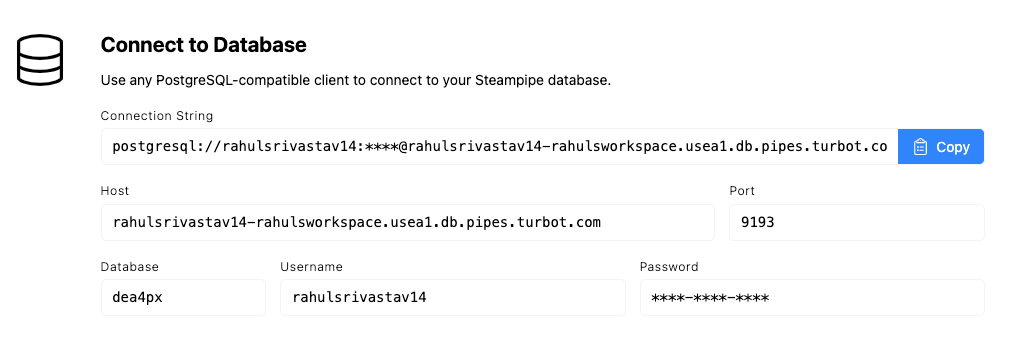 Connect to Database
Use any PostgreSQL-compatible client to connect to your Steampipe database.
Connection String
postgresql://rahulsrivastav14:****@rahulsrivastav14-rahulsworkspace.usea1.db.pipes.turbot.co
Copy
Host
Port
rahulsrivastav14-rahulsworkspace.usea1.db.pipes.turbot.com
9193
Database
Username
Password
dea4px
rahulsrivastav14
****-****-****